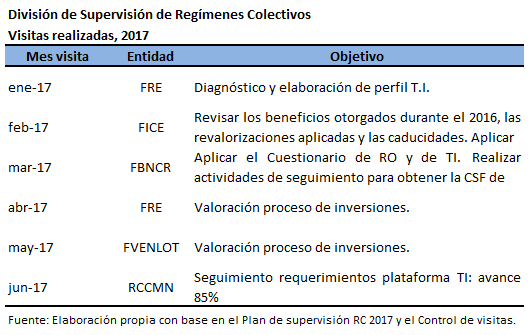 División de Supervisión de Regímenes Colectivos
Visitas realizadas, 2017
Mes visita Entidad Objetivo
ene-17 FRE Diagnóstico y elaboración de perfil T.I.
feb-17 FICE Revisar los beneficios otorgados durante el 2016, las
revalorizaciones aplicadas y las caducidades. Aplicar
mar-17 FBNCR Aplicar el Cuestionario de RO y de TI. Realizar
actividades de seguimiento para obtener la CSF de
abr-17 FRE Valoración proceso de inversiones.
may-17 FVENLOT Valoración proceso de inversiones.
jun-17 RCCMN Seguimiento requerimientos plataforma TI: avance
85%
Fuente: Elaboración propia con base en el Plan de supervisión RC 2017 y el Control de visitas.